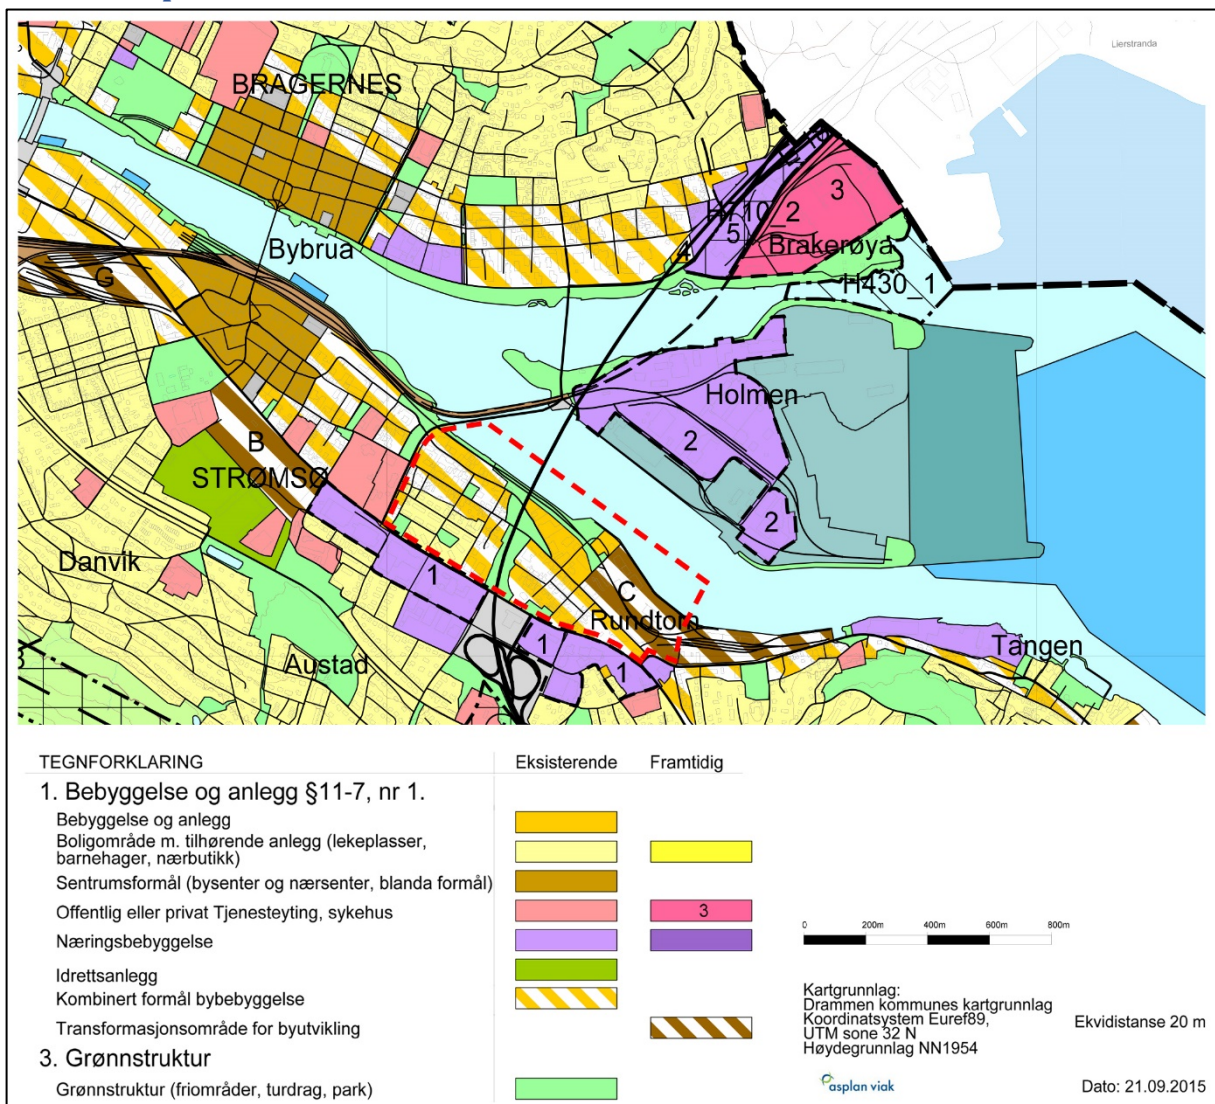 Lierstranda
BRAGERNES
3
H710_2
5
4
Brakerøya
Bybrua
H430_1
G
Holmen
2
B
STRØMSØ
2
Danvik
1
C
Rundtorn
1
1
Tangen
Austad
TEGNFORKLARING Eksisterende Framtidig
1. Bebyggelse og anlegg §11-7, nr 1.
Bebyggelse og anlegg
Boligområde m. tilhørende anlegg (lekeplasser,
barnehager, nærbutikk)
Sentrumsformål (bysenter og nærsenter, blanda formål)
Offentlig eller privat Tjenesteyting, sykehus 3
Næringsbebyggelse
0 200m 400m 600m 800m
Idrettsanlegg
Kombinert formål bybebyggelse
Transformasjonsområde for byutvikling
3. Grønnstruktur
Grønnstruktur (friområder, turdrag, park)
Kartgrunnlag:
Drammen kommunes kartgrunnlag
Koordinatsystem Euref89,
UTM sone 32 N
Høydegrunnlag NN1954
Ekvidistanse 20 m
asplan viak
Dato: 21.09.2015